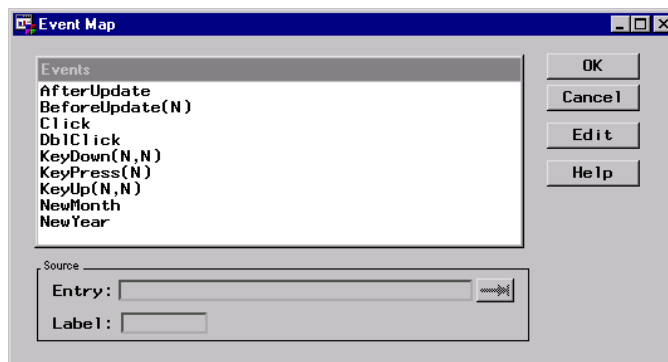 Event Map
Events
AfterUpdate
BeforeUpdate(N)
Click
DblClick
KeyDown(N,N)
KeyPress(N)
KeyUp(N,N)
NewMonth
NewYear
OK
Cancel
Edit
Help
Source
Entry:
Label: